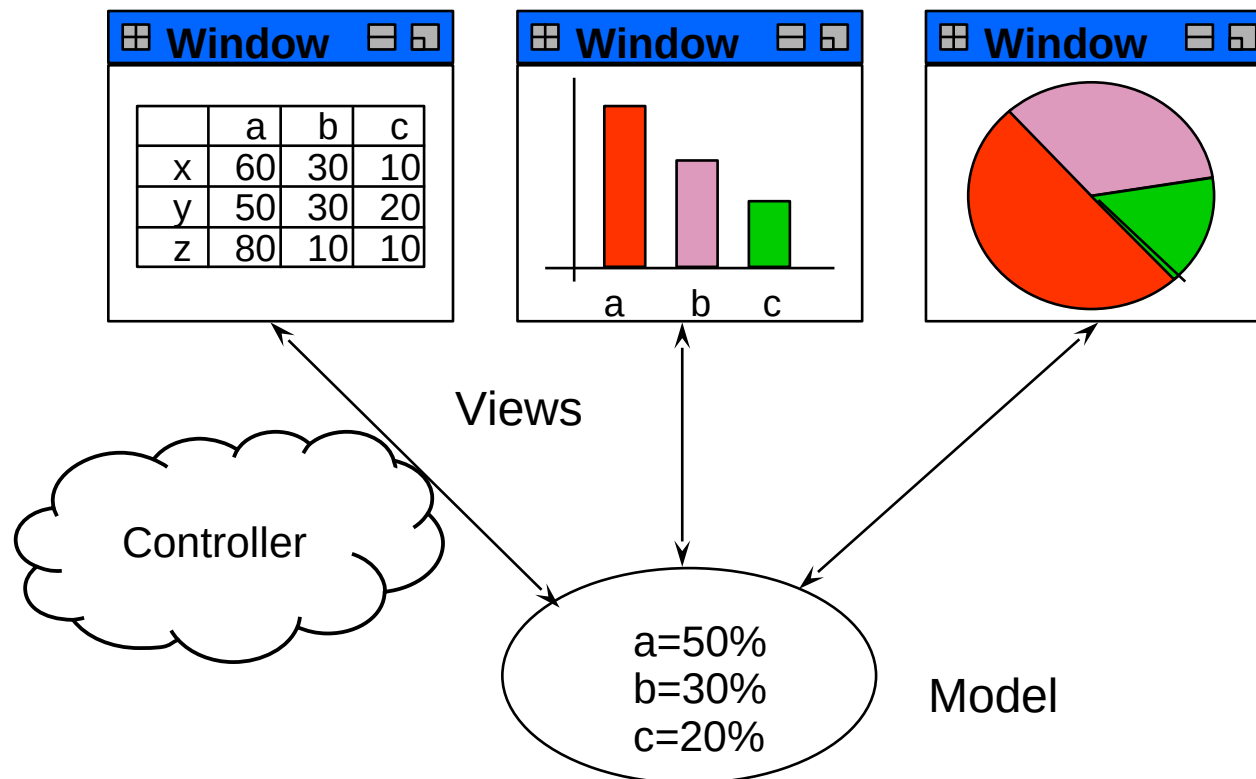 Window
a b c
x 60 30 10
y 50 30 20
z 80 10 10
Window
a b c
Window
Views
Controller
a=50%
b=30%
c=20%
Model